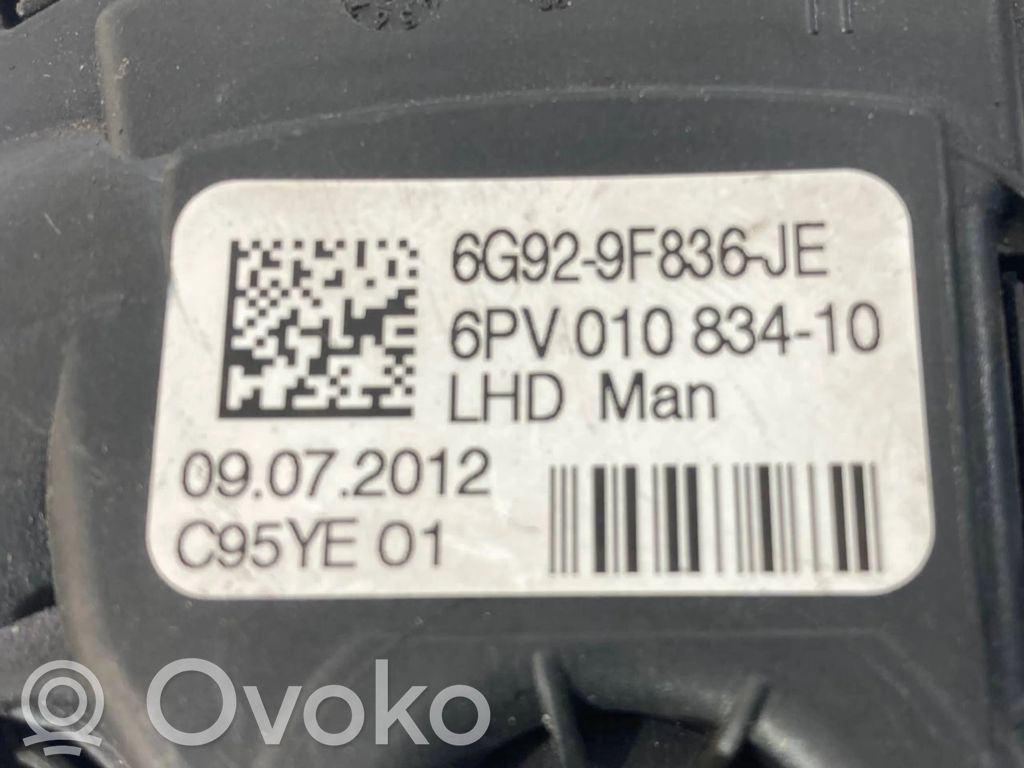 6G92-9F836-JE
6PV 010 834-10
LHD Man
09.07.2012
C95YE 01
Ovoko